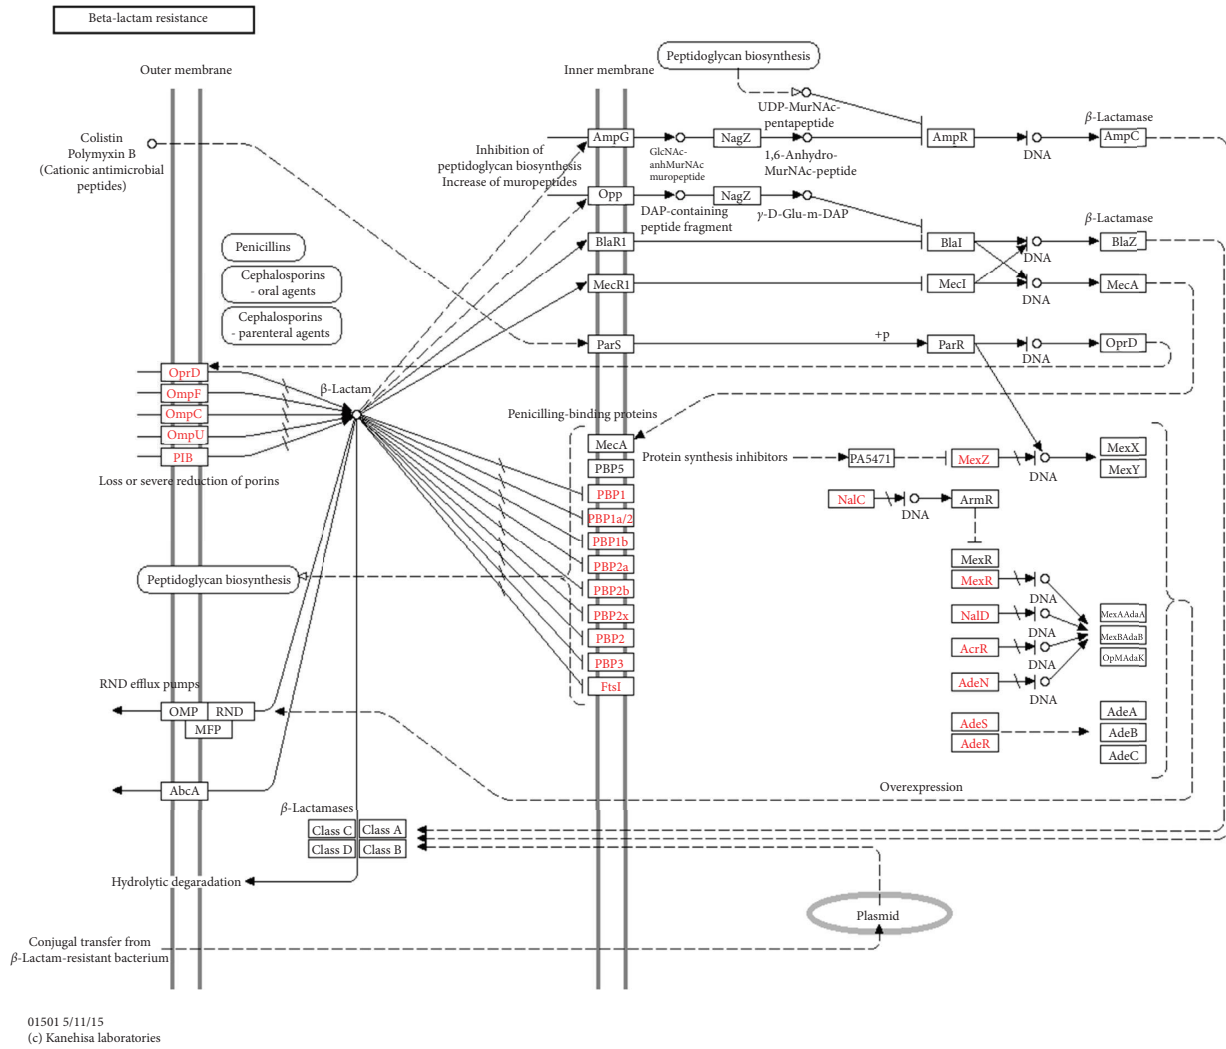 Beta-lactam resistance
Outer membrane
Inner membrane
Peptidoglycan biosynthesis
UDP-MurNAc-
pentapeptide
Colistin
Polymyxin B
(Cationic antimicrobial
peptides)
Inhibition of
peptidoglycan biosynthesis
Increase of muropeptides
AmpG
GlcNAc-
anhMurNAc
muropeptide
NagZ
1,6-Anhydro-
MurNAc-peptide
AmpR
DNA
β-Lactamase
AmpC
Opp
DAP-containing
peptide fragment
NagZ
γ-D-Glu-m-DAP
β-Lactamase
BlaR1
BlaI
DNA
BlaZ
MecR1
MecI
DNA
MecA
ParS
+p
ParR
DNA
OprD
Penicillins
Cephalosporins
- oral agents
Cephalosporins
- parenteral agents
OprD
OmpF
OmpC
OmpU
PIB
Loss or severe reduction of porins
β-Lactam
Penicilling-binding proteins
MecA
PBP5
PBP1
PBP1a/2
PBP1b
PBP2a
PBP2b
PBP2x
PBP2
PBP3
FtsI
Protein synthesis inhibitors
PA5471
MexZ
MexX
MexY
NalC
DNA
ArmR
MexR
MexR
DNA
NalD
DNA
AcrR
DNA
AdeN
DNA
MexAAdaA
MexBAdaB
OpMAdaK
AdeS
AdeR
AdeA
AdeB
AdeC
Peptidoglycan biosynthesis
RND efflux pumps
OMP
RND
MFP
AbcA
Overexpression
β-Lactamases
Class C
Class A
Class D
Class B
Hydrolytic degaradation
Plasmid
Conjugal transfer from
β-Lactam-resistant bacterium
01501 5/11/15
(c) Kanehisa laboratories